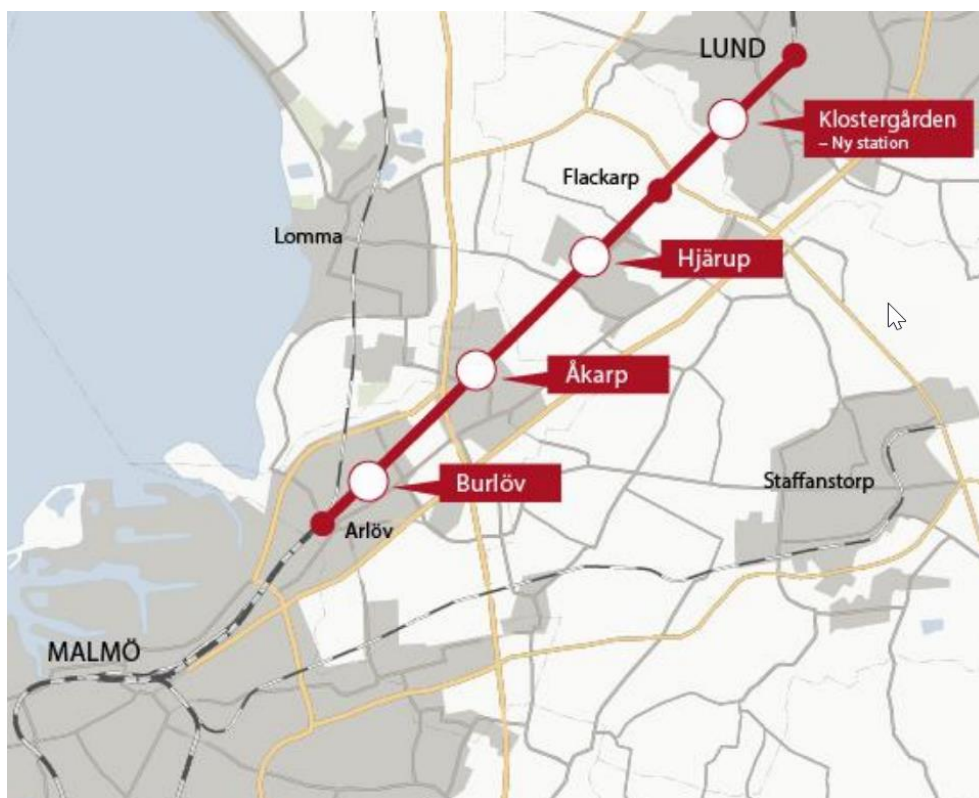 LUND
Klostergården
– Ny station
Flackarp
Lomma
Hjärup
Åkarp
Burlöv
Staffanstorp
Arlöv
MALMÖ